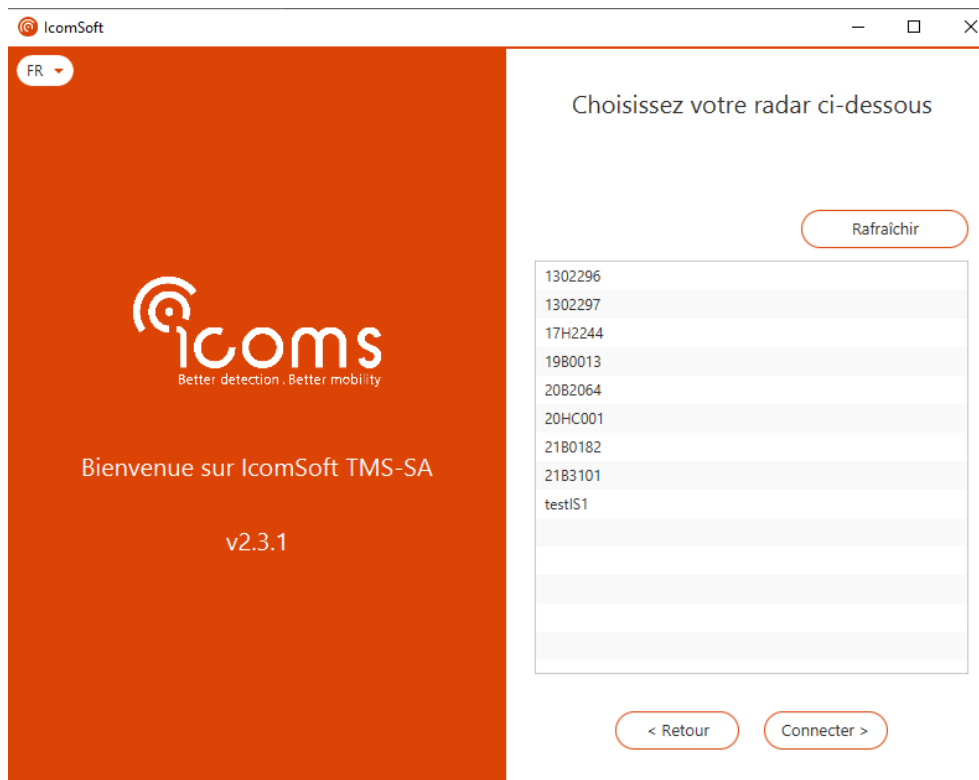 IcomSoft
FR
icoms
Better detection . Better mobility
Bienvenue sur IcomSoft TMS-SA
v2.3.1
Choisissez votre radar ci-dessous
Rafraîchir
1302296
1302297
17H2244
19B0013
20B2064
20HC001
21B0182
21B3101
testIS1
< Retour
Connecter >